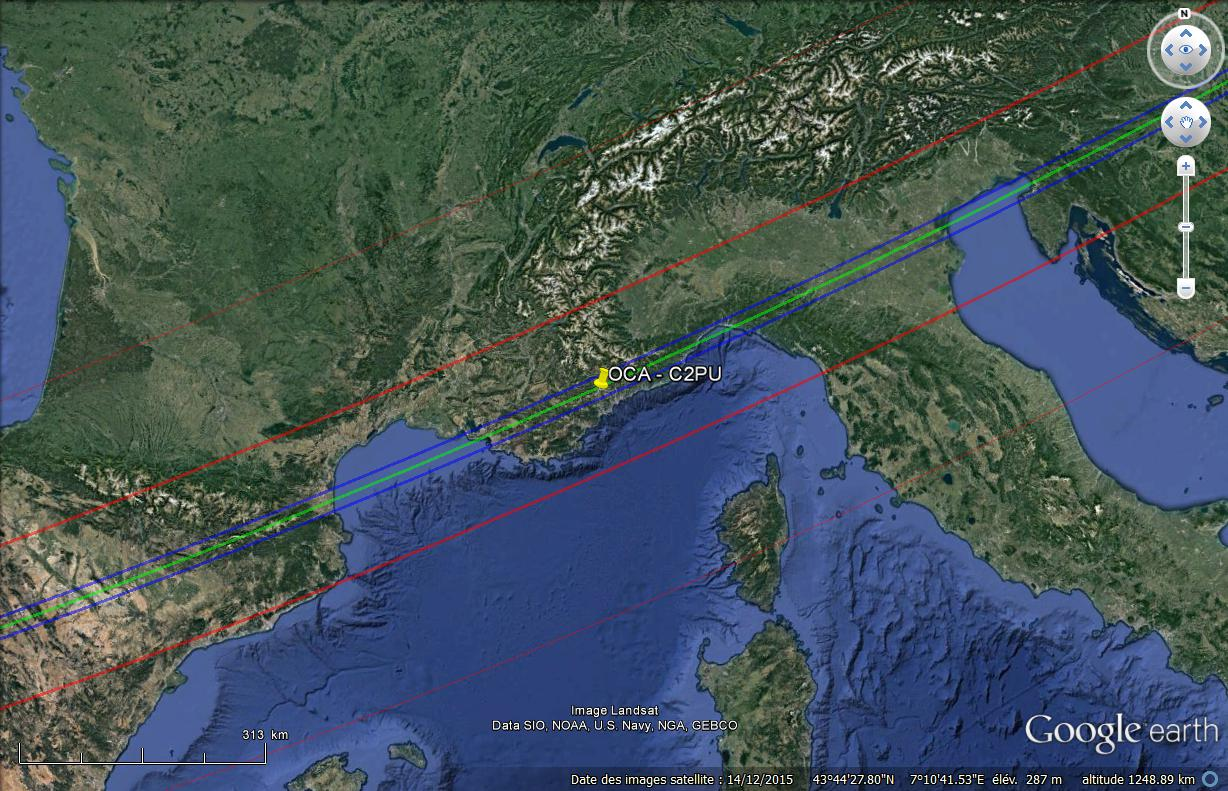 N
OCA - C2PU
Image Landsat
Data SIO, NOAA, U.S. Navy, NGA, GEBCO
313 km
Google earth
Date des images satellite : 14/12/2015 43°44'27.80"N 7°10'41.53"E élév. 287 m altitude 1248.89 km